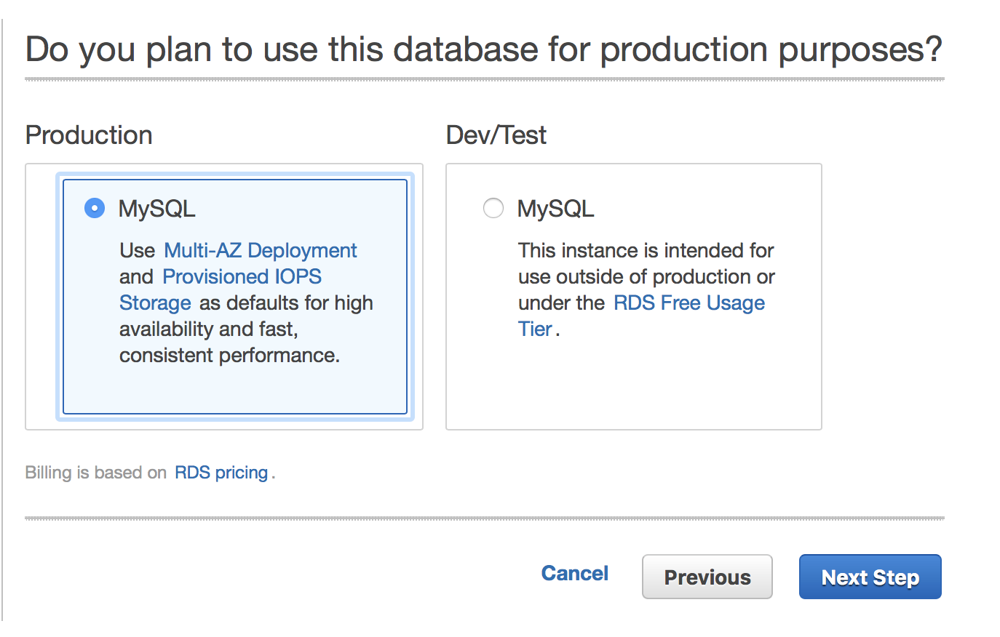 Do you plan to use this database for production purposes?
Production
MySQL
Use Multi-AZ Deployment
and Provisioned IOPS
Storage as defaults for high
availability and fast,
consistent performance.
Dev/Test
MySQL
This instance is intended for
use outside of production or
under the RDS Free Usage
Tier .
Billing is based on RDS pricing .
Cancel
Previous
Next Step